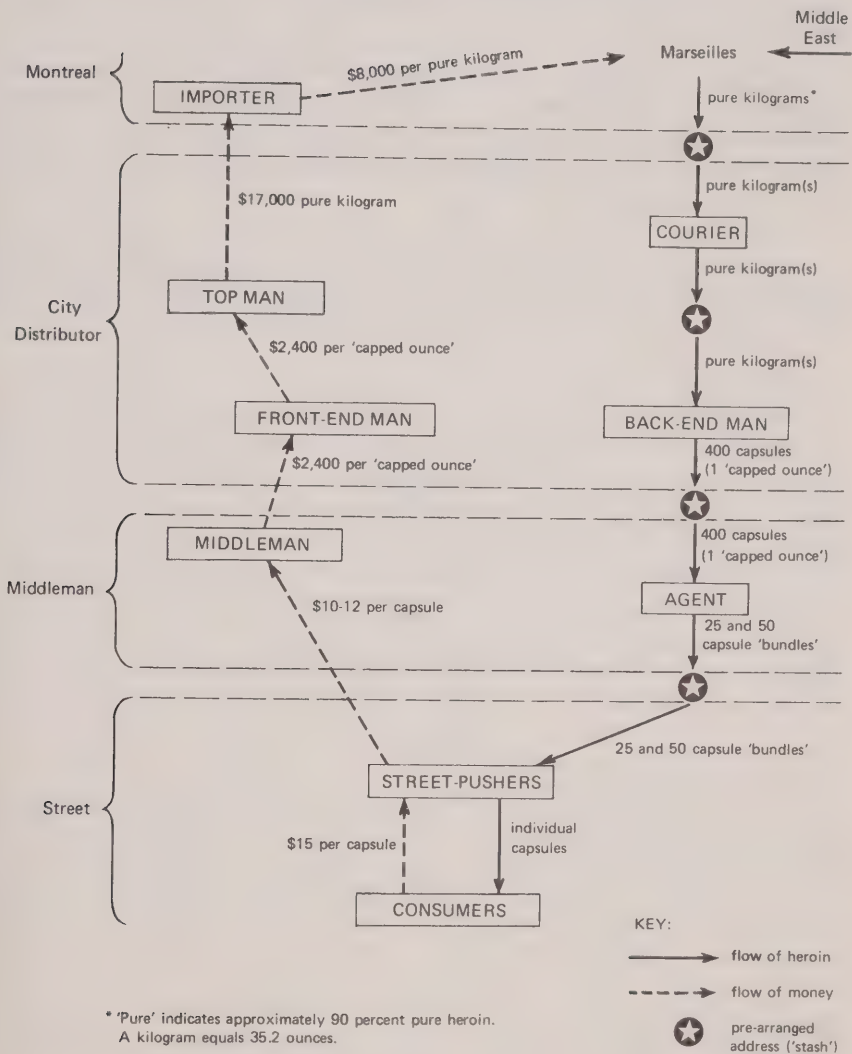 Middle
East
Montreal
$8,000 per pure kilogram
Marseilles
IMPORTER
pure kilograms*
$17,000 pure kilogram
pure kilogram(s)
COURIER
pure kilogram(s)
City
Distributor
TOP MAN
$2,400 per 'capped ounce'
pure kilogram(s)
FRONT-END MAN
BACK-END MAN
$2,400 per 'capped ounce'
400 capsules
(1 'capped ounce')
MIDDLEMAN
400 capsules
(1 'capped ounce')
Middleman
$10-12 per capsule
AGENT
25 and 50
capsule 'bundles'
25 and 50 capsule 'bundles'
Street
STREET-PUSHERS
$15 per capsule
individual
capsules
CONSUMERS
KEY:
flow of heroin
flow of money
pre-arranged
address ('stash')
* 'Pure' indicates approximately 90 percent pure heroin.
A kilogram equals 35.2 ounces.